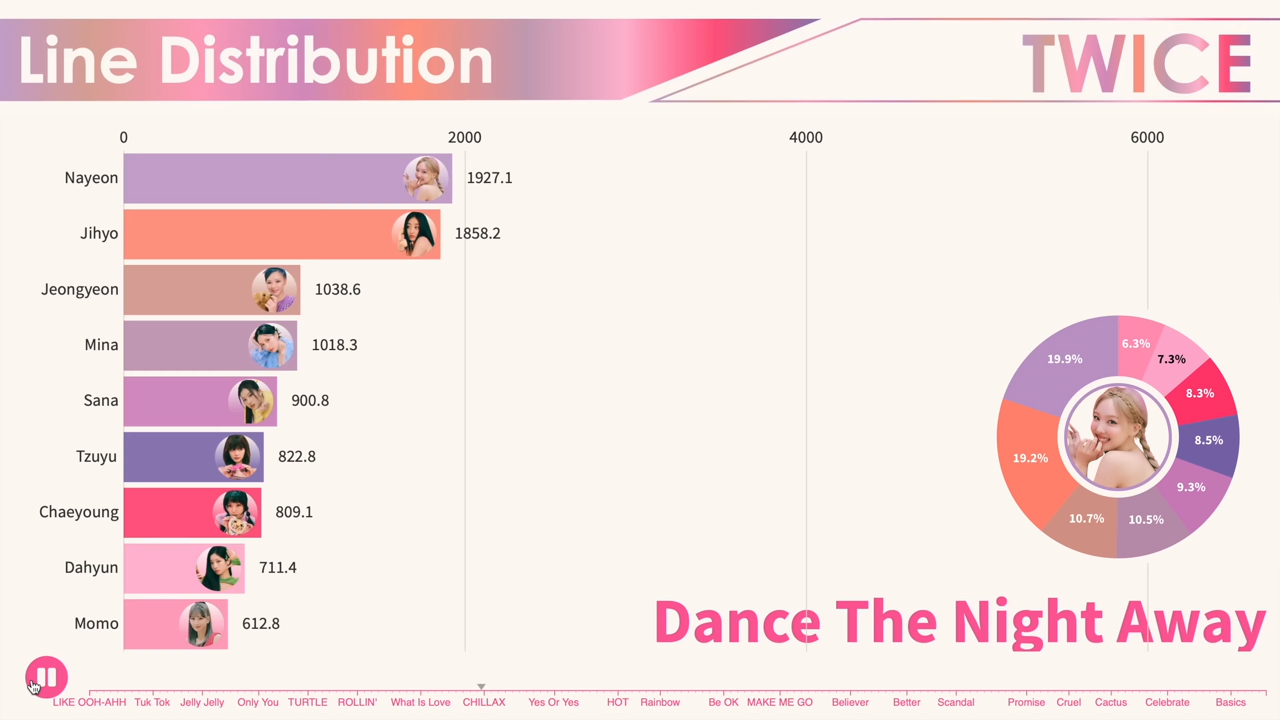 Line Distribution
TWICE
0 2000 4000 6000
Nayeon 1927.1
Jihyo 1858.2
Jeongyeon 1038.6
Mina 1018.3
Sana 900.8
Tzuyu 822.8
Chaeyoung 809.1
Dahyun 711.4
Momo 612.8
6.3%
7.3%
19.9%
8.3%
8.5%
19.2%
9.3%
10.7%
10.5%
Dance The Night Away
LIKE OOH-AHH Tuk Tok Jelly Jelly Only You TURTLE ROLLIN' What Is Love CHILLAX Yes Or Yes HOT Rainbow Be OK MAKE ME GO Believer Better Scandal Promise Cruel Cactus Celebrate Basics